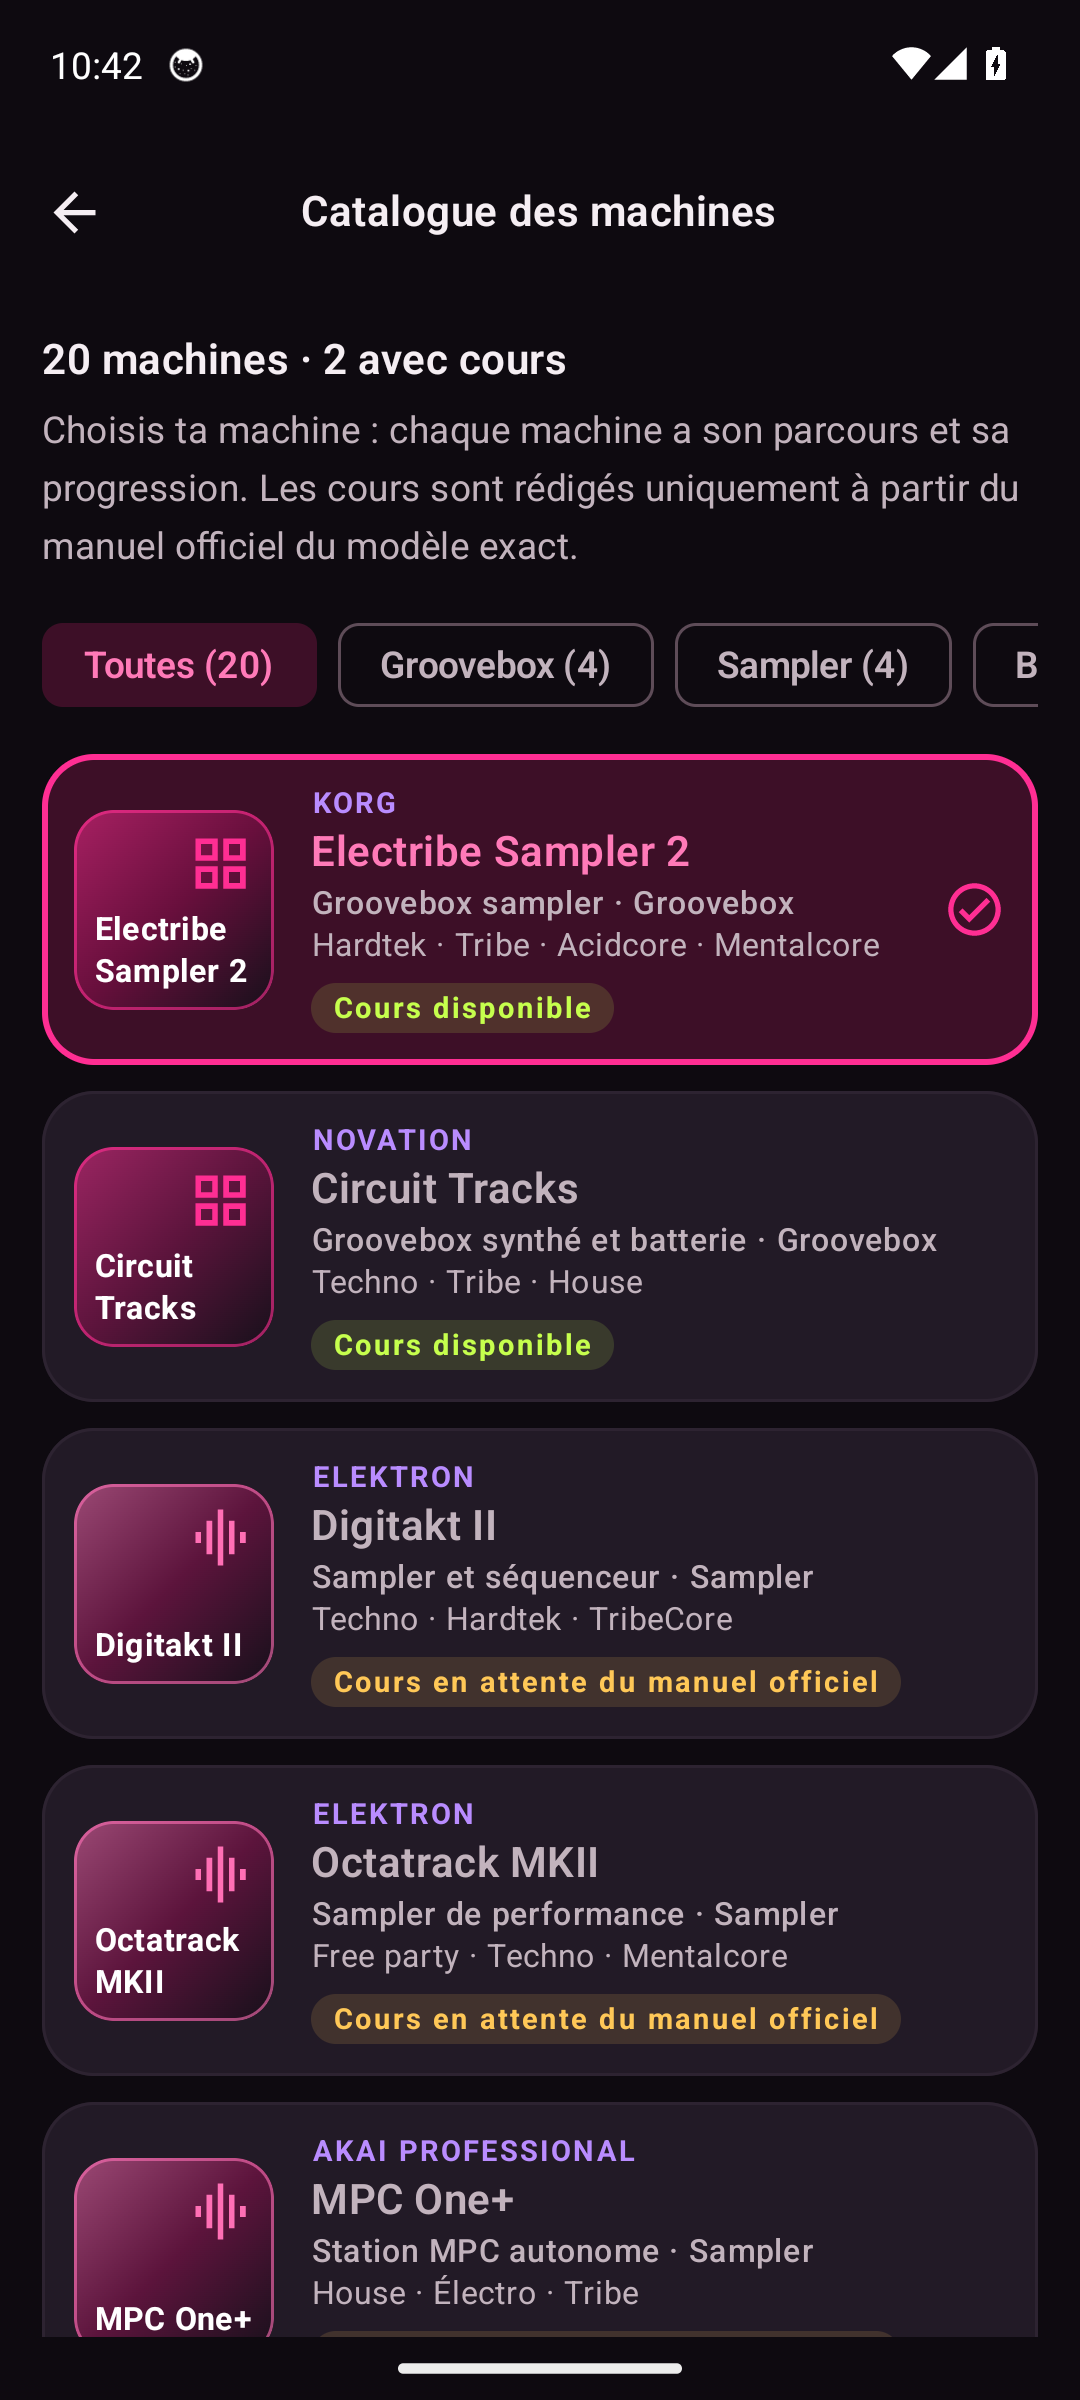 10:42
Catalogue des machines
20 machines · 2 avec cours
Choisis ta machine : chaque machine a son parcours et sa
progression. Les cours sont rédigés uniquement à partir du
manuel officiel du modèle exact.
Toutes (20)
Groovebox (4)
Sampler (4)
B
Electribe
Sampler 2
KORG
Electribe Sampler 2
Groovebox sampler · Groovebox
Hardtek · Tribe · Acidcore · Mentalcore
Cours disponible
Circuit
Tracks
NOVATION
Circuit Tracks
Groovebox synthé et batterie · Groovebox
Techno · Tribe · House
Cours disponible
Digitakt II
ELEKTRON
Digitakt II
Sampler et séquenceur · Sampler
Techno · Hardtek · TribeCore
Cours en attente du manuel officiel
Octatrack
MKII
ELEKTRON
Octatrack MKII
Sampler de performance · Sampler
Free party · Techno · Mentalcore
Cours en attente du manuel officiel
MPC One+
AKAI PROFESSIONAL
MPC One+
Station MPC autonome · Sampler
House · Électro · Tribe